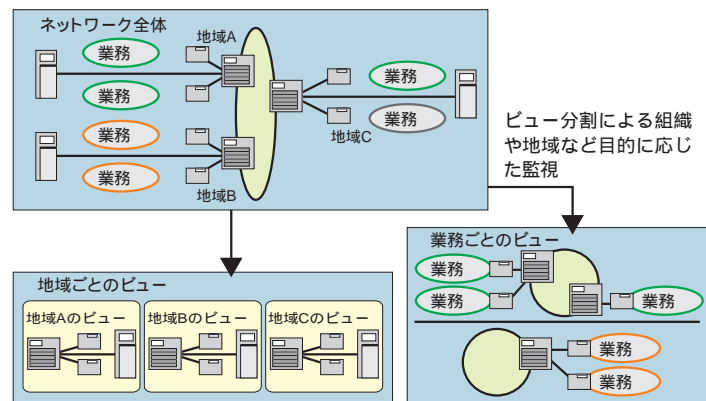 ネットワーク全体
地域A
業務
業務
業務
業務
地域B
業務
業務
地域C
ビュー分割による組織
や地域など目的に応じ
た監視
地域ごとのビュー
地域Aのビュー
地域Bのビュー
地域Cのビュー
業務ごとのビュー
業務
業務
業務
業務
業務